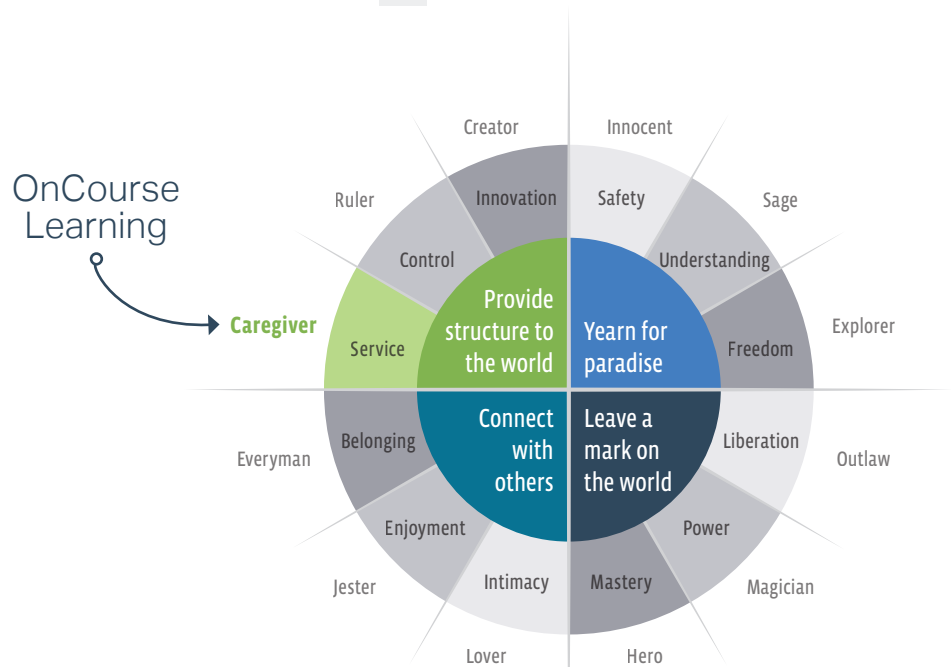 OnCourse
Learning
Creator
Innocent
Ruler
Innovation
Safety
Sage
Control
Understanding
Caregiver
Service
Provide
structure to
the world
Yearn for
paradise
Freedom
Explorer
Everyman
Belonging
Connect
with
others
Leave a
mark on
the world
Liberation
Outlaw
Enjoyment
Power
Jester
Intimacy
Mastery
Magician
Lover
Hero